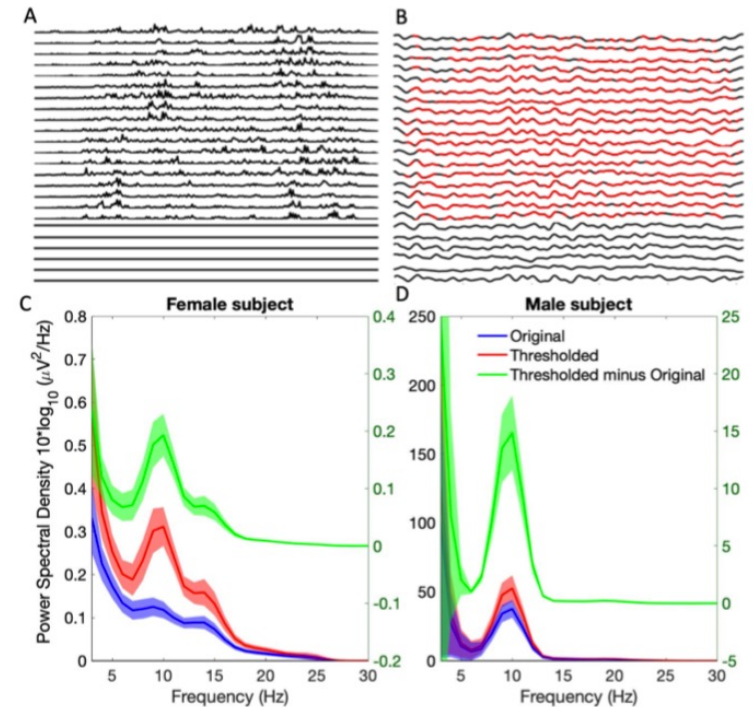 A
B
C
Female subject
0.8
0.7
0.6
0.5
0.4
0.3
0.2
0.1
0
Power Spectral Density 10*log10 (μV2/Hz)
0.4
0.3
0.2
0.1
0
-0.1
-0.2
5 10 15 20 25 30
Frequency (Hz)
D
Male subject
250
200
150
100
50
0
Original
Thresholded
Thresholded minus Original
25
20
15
10
5
0
-5
5 10 15 20 25 30
Frequency (Hz)